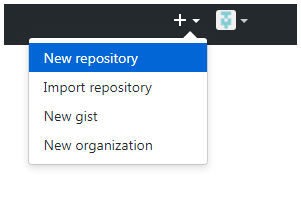 New repository
Import repository
New gist
New organization